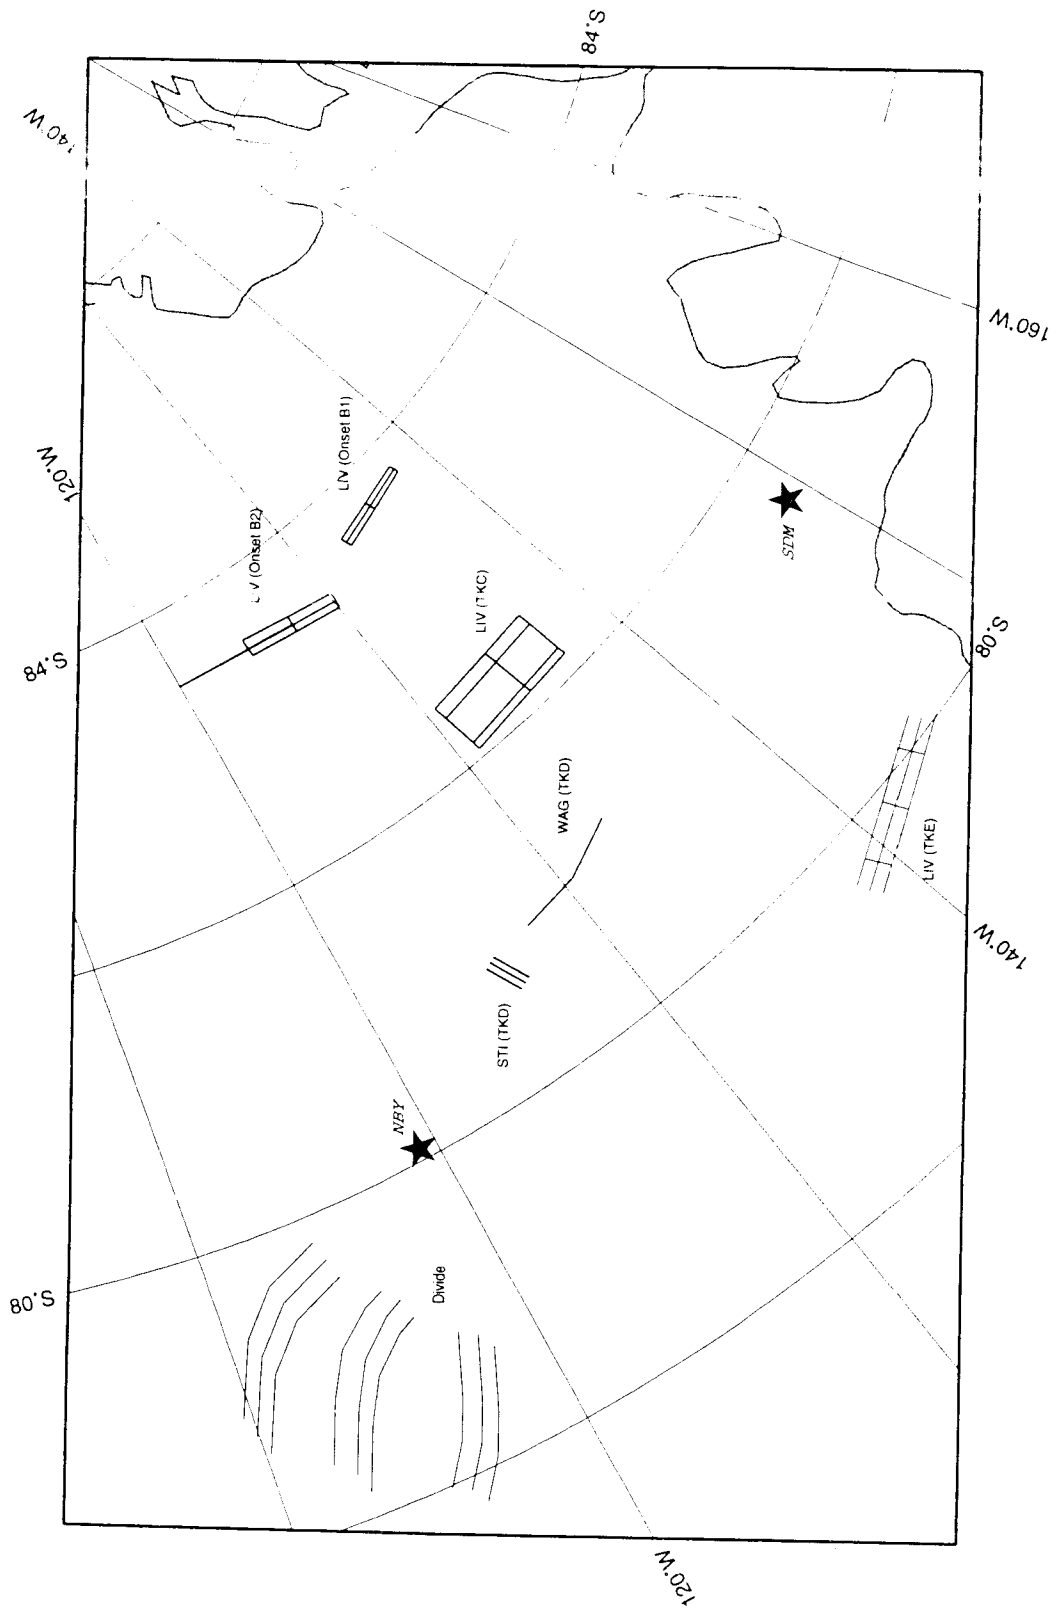 84°S
140°W
160°W
LIV (Onset B1)
120°W
LIV (Onset B2)
SDM
LIV (TKC)
84°S
80°S
WAG (TKD)
LIV (TKE)
140°W
STI (TKD)
NBY
Divide
80°S
120°W